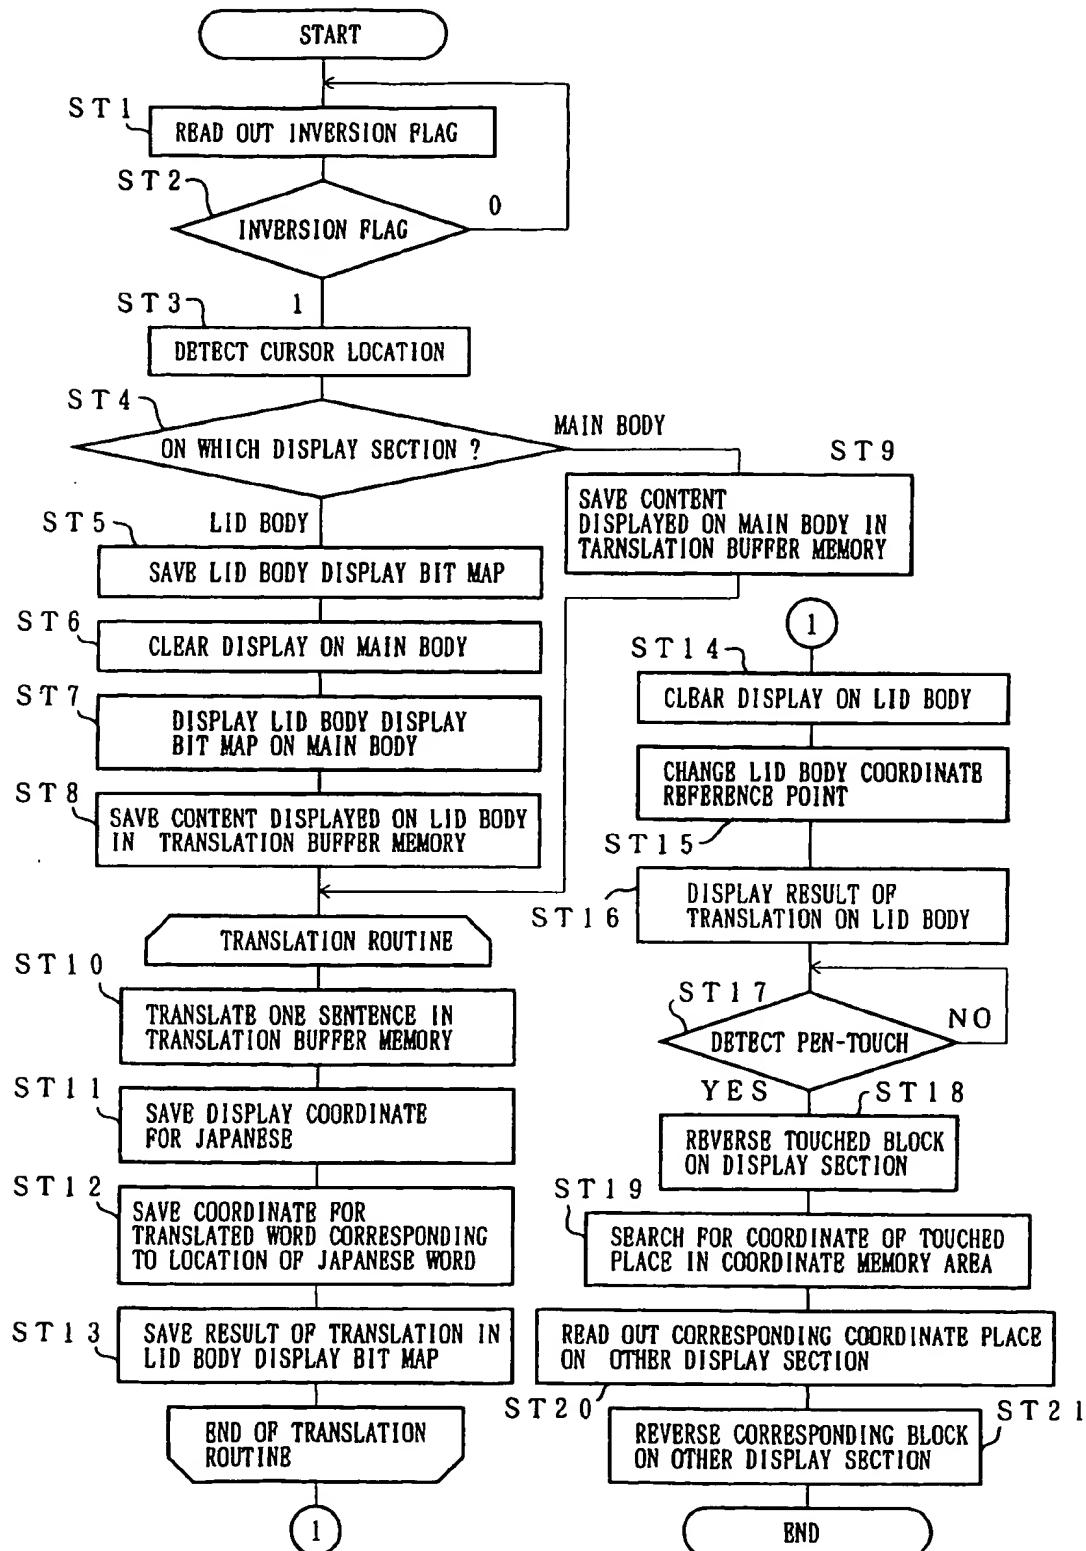 START
ST1
READ OUT INVERSION FLAG
ST2
INVERSION FLAG
0
1
ST3
DETECT CURSOR LOCATION
ST4
ON WHICH DISPLAY SECTION ?
MAIN BODY
LID BODY
ST5
SAVE LID BODY DISPLAY BIT MAP
ST6
CLEAR DISPLAY ON MAIN BODY
ST7
DISPLAY LID BODY DISPLAY
BIT MAP ON MAIN BODY
ST8
SAVE CONTENT DISPLAYED ON LID BODY
IN TRANSLATION BUFFER MEMORY
ST9
SAVE CONTENT
DISPLAYED ON MAIN BODY IN
TARNSLATION BUFFER MEMORY
TRANSLATION ROUTINE
ST10
TRANSLATE ONE SENTENCE IN
TRANSLATION BUFFER MEMORY
ST11
SAVE DISPLAY COORDINATE
FOR JAPANESE
ST12
SAVE COORDINATE FOR
TRANSLATED WORD CORRESPONDING
TO LOCATION OF JAPANESE WORD
ST13
SAVE RESULT OF TRANSLATION IN
LID BODY DISPLAY BIT MAP
END OF TRANSLATION
ROUTINE
1
1
ST14
CLEAR DISPLAY ON LID BODY
CHANGE LID BODY COORDINATE
REFERENCE POINT
ST15
DISPLAY RESULT OF
TRANSLATION ON LID BODY
ST16
ST17
DETECT PEN-TOUCH
NO
YES
ST18
REVERSE TOUCHED BLOCK
ON DISPLAY SECTION
ST19
SEARCH FOR COORDINATE OF TOUCHED
PLACE IN COORDINATE MEMORY AREA
READ OUT CORRESPONDING COORDINATE PLACE
ON OTHER DISPLAY SECTION
ST20
ST21
REVERSE CORRESPONDING BLOCK
ON OTHER DISPLAY SECTION
END